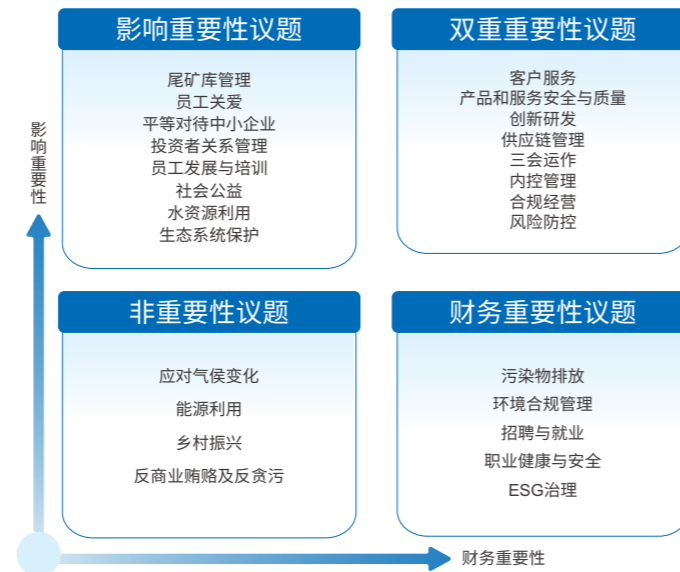 影响重要性议题
尾矿库管理
员工关爱
平等对待中小企业
投资者关系管理
员工发展与培训
社会公益
水资源利用
生态系统保护
双重重要性议题
客户服务
产品和服务安全与质量
创新研发
供应链管理
三会运作
内控管理
合规经营
风险防控
影响重要性
非重要性议题
应对气侯变化
能源利用
乡村振兴
反商业贿赂及反贪污
财务重要性议题
污染物排放
环境合规管理
招聘与就业
职业健康与安全
ESG治理
财务重要性